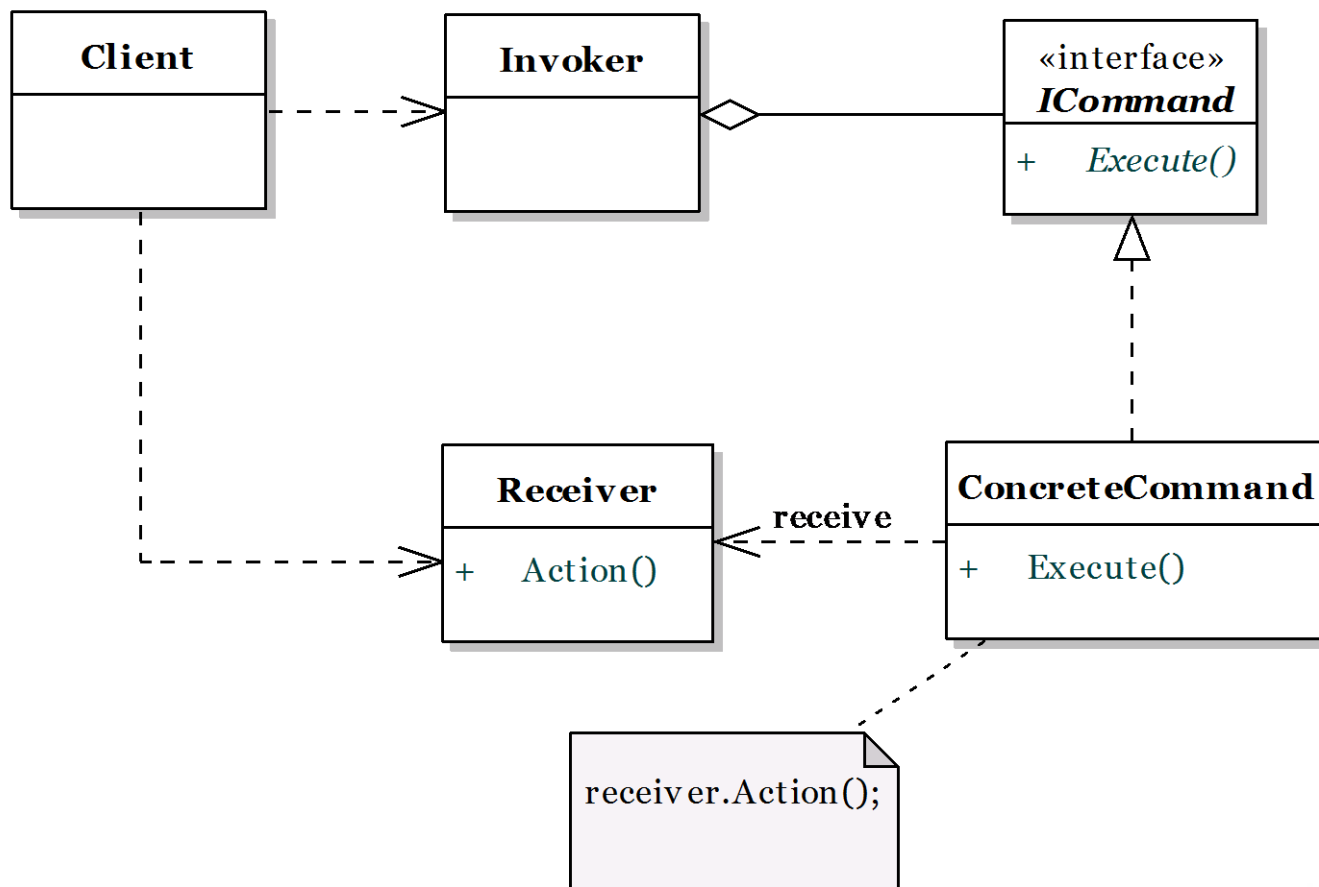 Client
Invoker
«interface»
ICommand
+ Execute()
Receiver
+ Action()
receive
ConcreteCommand
+ Execute()
receiver.Action();